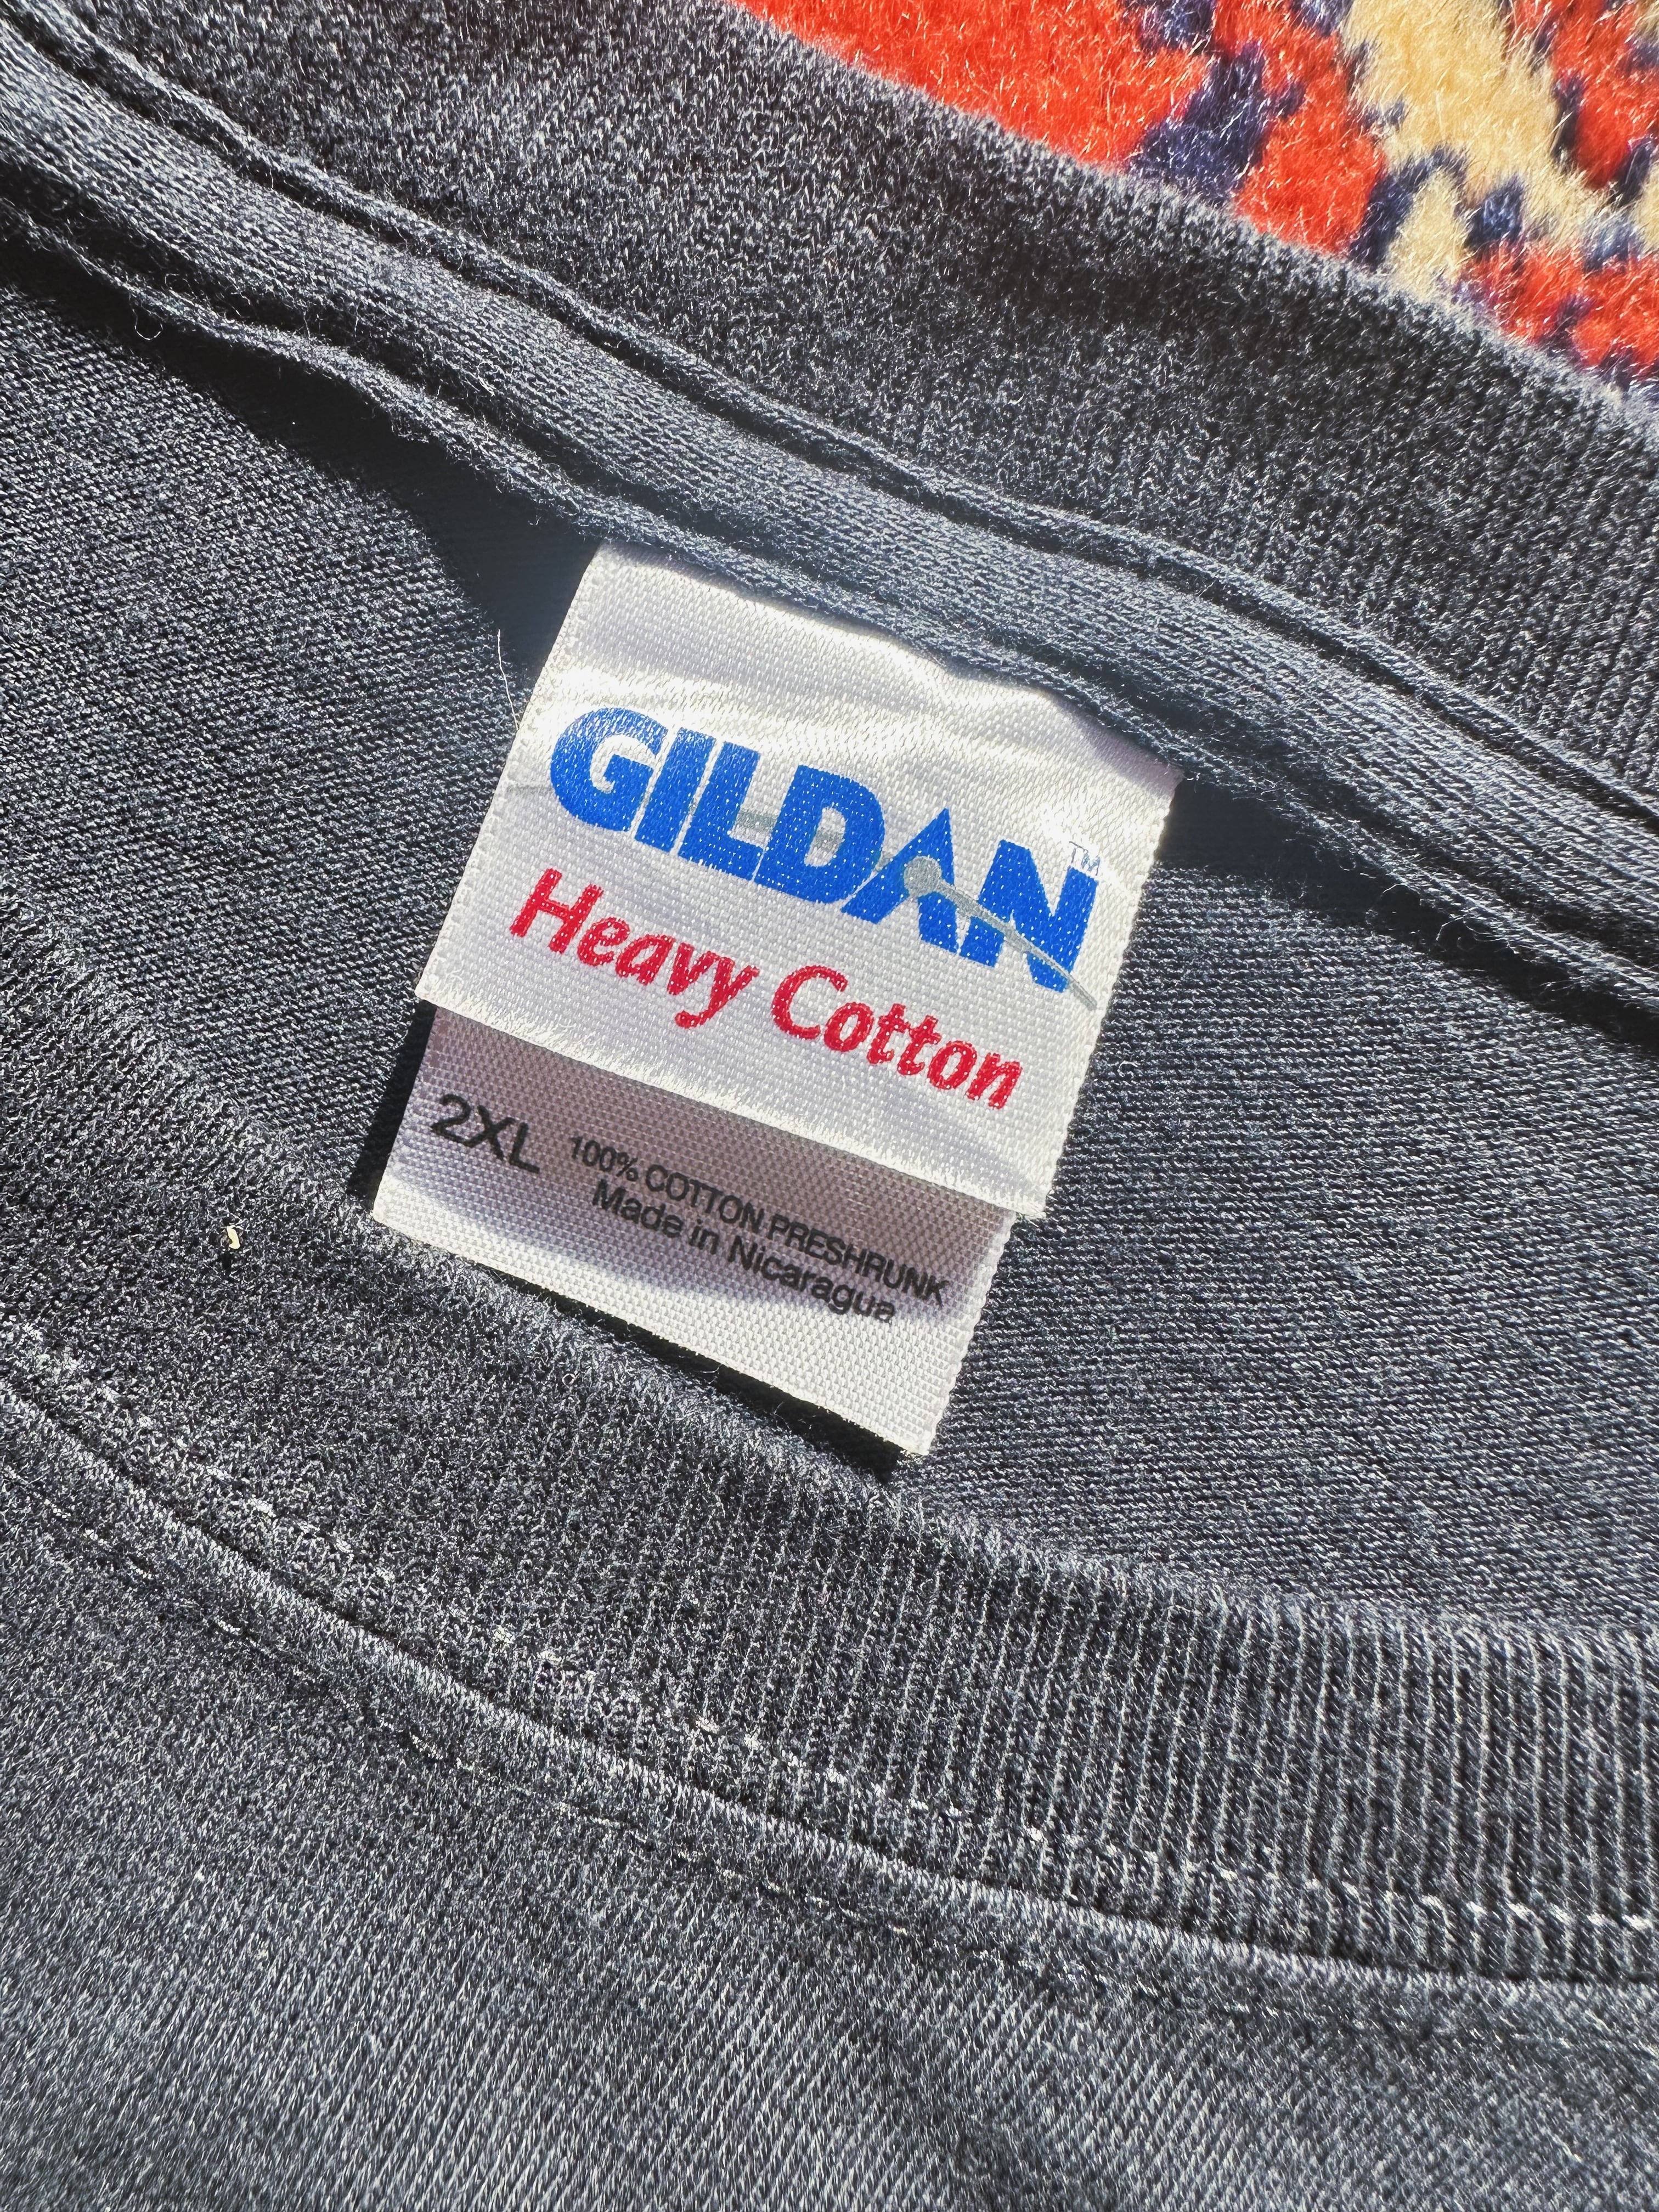 GILDAN™
Heavy Cotton
2XL 100% COTTON PRESHRUNK
Made in Nicaragua